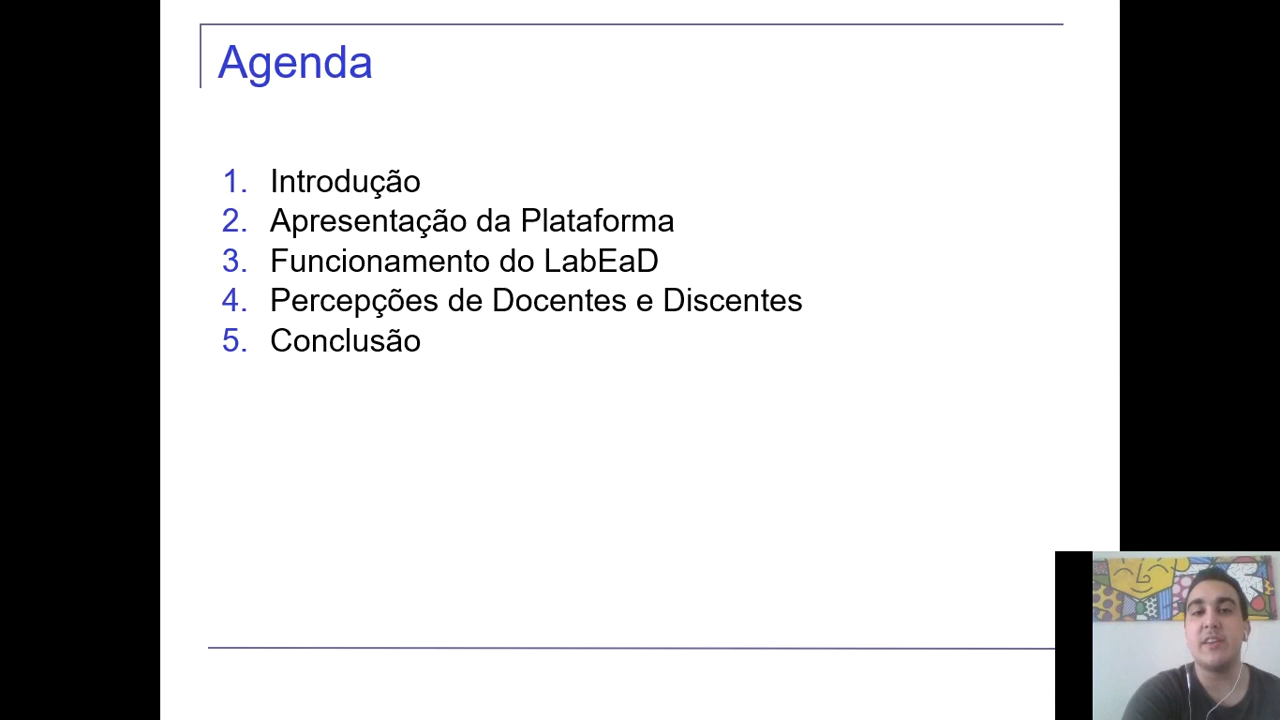 Agenda
1. Introdução
2. Apresentação da Plataforma
3. Funcionamento do LabEaD
4. Percepções de Docentes e Discentes
5. Conclusão